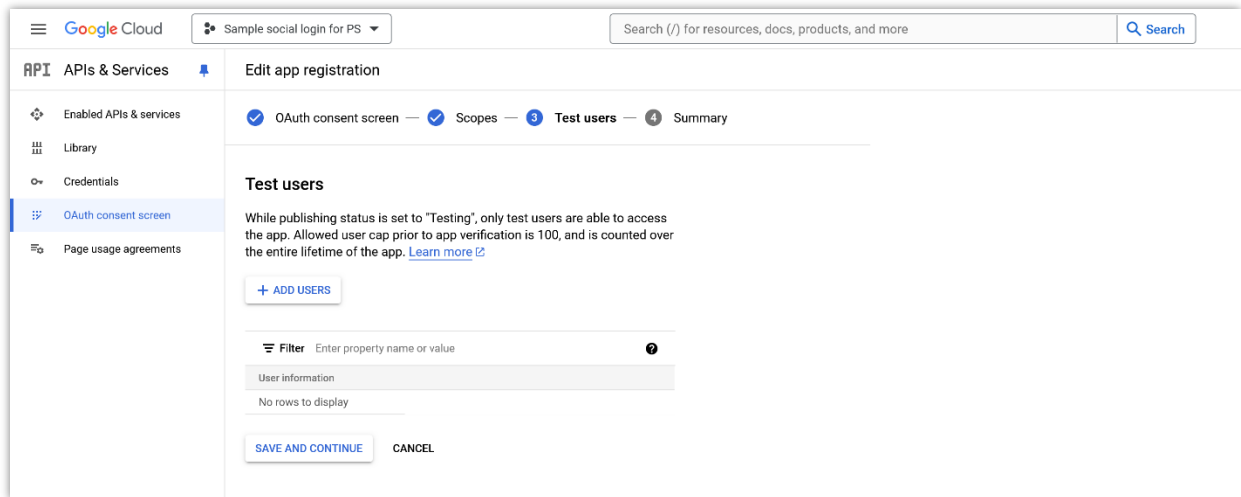 Google Cloud
Sample social login for PS
Search (/) for resources, docs, products, and more
Search
API APIs & Services
Edit app registration
Enabled APIs & services
Library
Credentials
OAuth consent screen
Page usage agreements
OAuth consent screen — Scopes — 3 Test users — 4 Summary
Test users
While publishing status is set to "Testing", only test users are able to access
the app. Allowed user cap prior to app verification is 100, and is counted over
the entire lifetime of the app. Learn more
+ ADD USERS
Filter Enter property name or value ?
User information
No rows to display
SAVE AND CONTINUE CANCEL